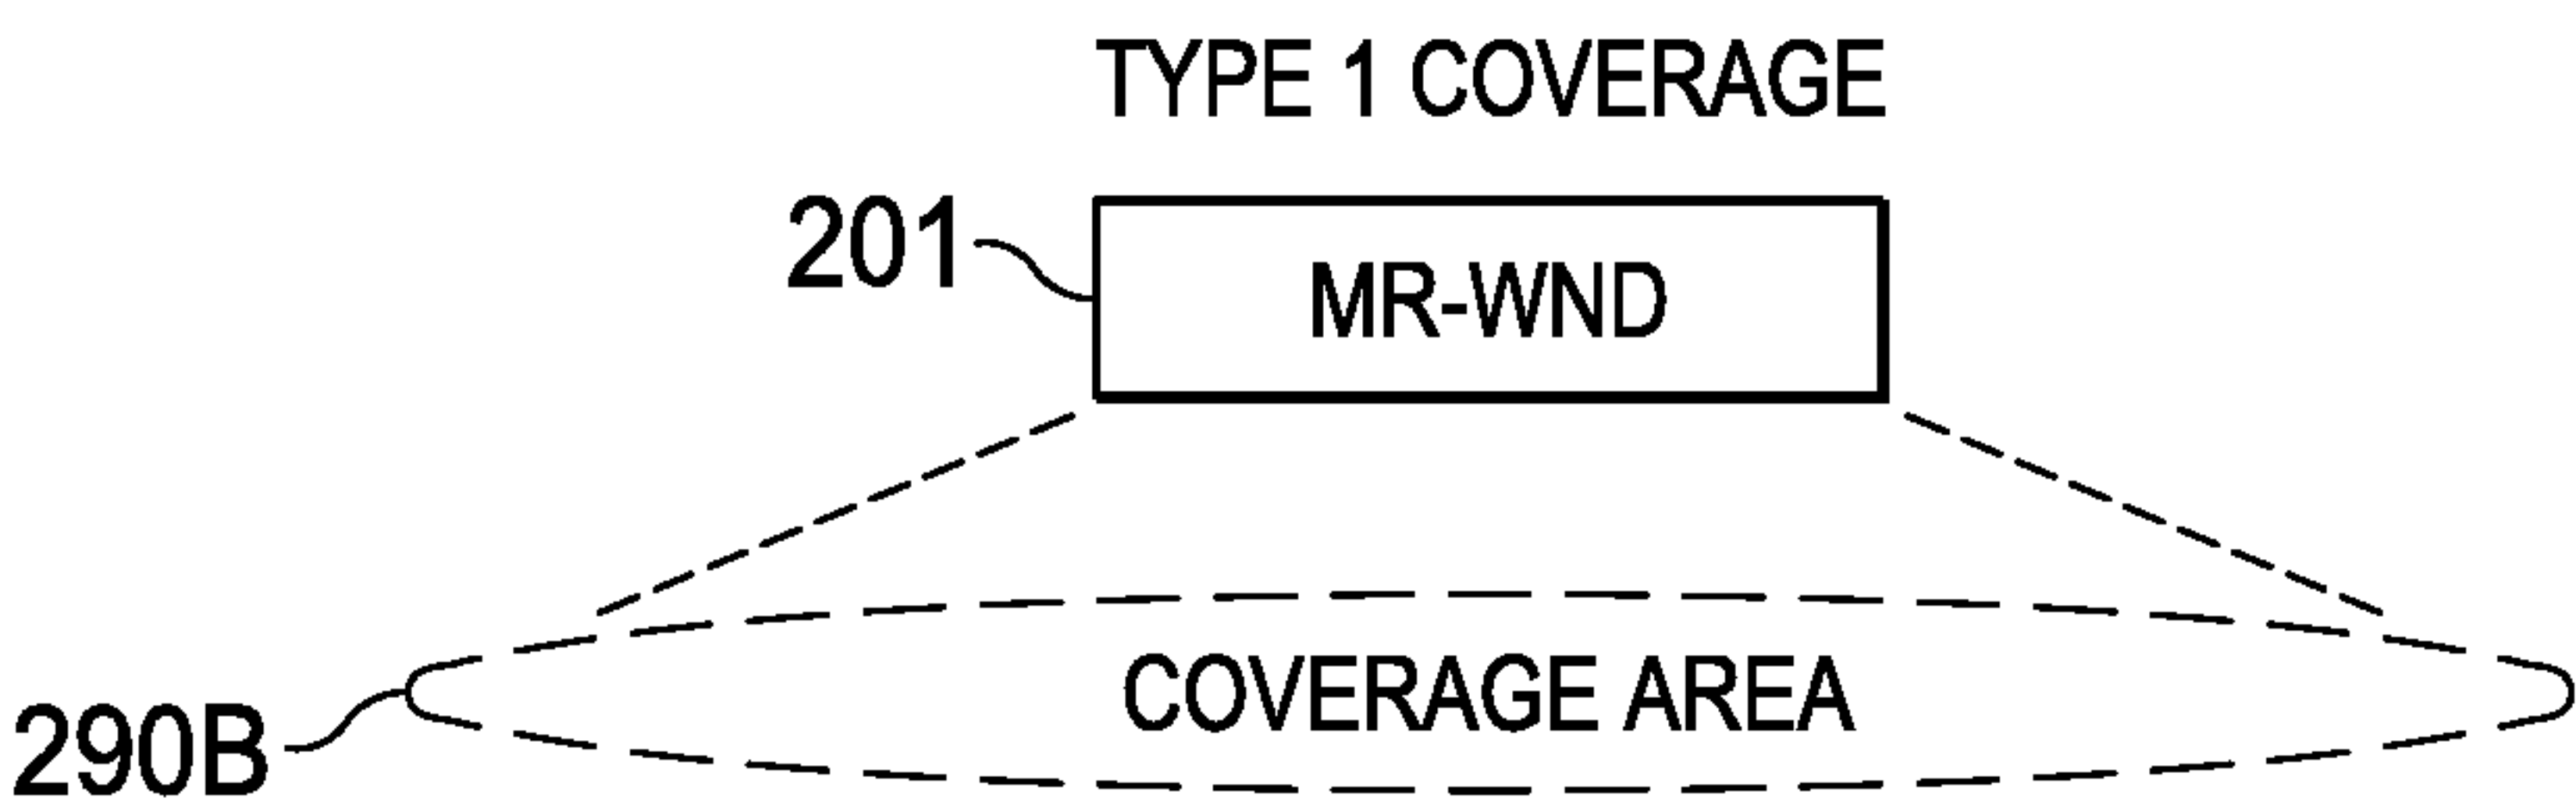 TYPE 1 COVERAGE
201
MR-WND
COVERAGE AREA
290B